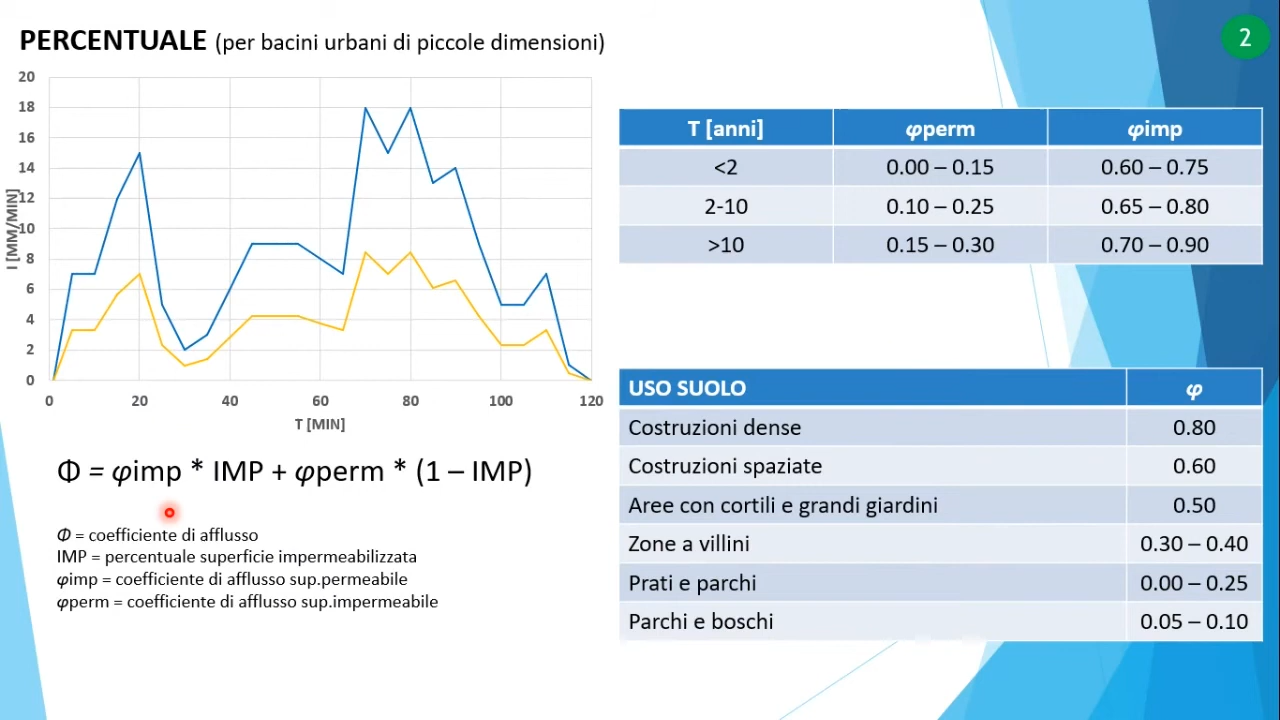 PERCENTUALE (per bacini urbani di piccole dimensioni)
2
20
18
16
14
12
10
8
6
4
2
0
I [MM/MIN]
0 20 40 60 80 100 120
T [MIN]
Φ = φimp * IMP + φperm * (1 – IMP)
Φ = coefficiente di afflusso
IMP = percentuale superficie impermeabilizzata
φimp = coefficiente di afflusso sup.permeabile
φperm = coefficiente di afflusso sup.impermeabile
T [anni] φperm φimp
<2 0.00 – 0.15 0.60 – 0.75
2-10 0.10 – 0.25 0.65 – 0.80
>10 0.15 – 0.30 0.70 – 0.90
USO SUOLO φ
Costruzioni dense 0.80
Costruzioni spaziate 0.60
Aree con cortili e grandi giardini 0.50
Zone a villini 0.30 – 0.40
Prati e parchi 0.00 – 0.25
Parchi e boschi 0.05 – 0.10